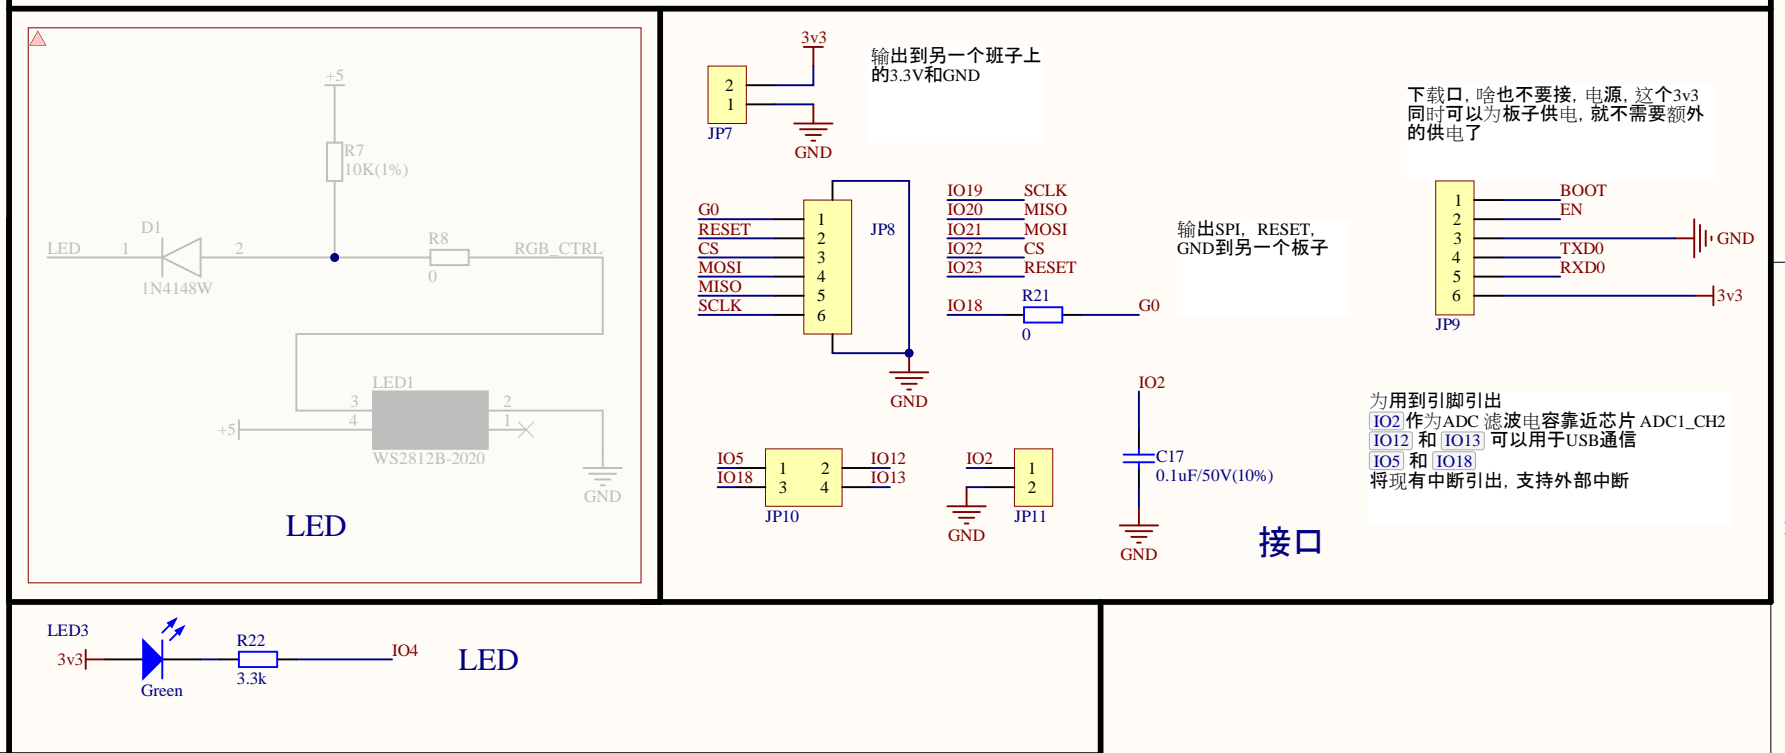 +5
R7
10K(1%)
D1
LED
1
2
1N4148W
R8
0
RGB_CTRL
LED1
3
4
2
1
+5
WS2812B-2020
GND
LED
3v3
2
1
JP7
GND
输出到另一个班子上
的3.3V和GND
下载口, 啥也不要接, 电源, 这个3v3
同时可以为板子供电, 就不需要额外
的供电了
G0
RESET
CS
MOSI
MISO
SCLK
1
2
3
4
5
6
JP8
GND
IO19 SCLK
IO20 MISO
IO21 MOSI
IO22 CS
IO23 RESET
IO18
R21
0
G0
输出SPI, RESET,
GND到另一个板子
1 BOOT
2 EN
3 GND
4 TXD0
5 RXD0
6 3v3
JP9
IO5 1 2 IO12
IO18 3 4 IO13
JP10
IO2 1
2
GND
JP11
IO2
C17
0.1uF/50V(10%)
GND
为用到引脚引出
IO2 作为ADC 滤波电容靠近芯片 ADC1_CH2
IO12 和 IO13 可以用于USB通信
IO5 和 IO18
将现有中断引出, 支持外部中断
接口
LED3
3v3
Green
R22
3.3k
IO4
LED